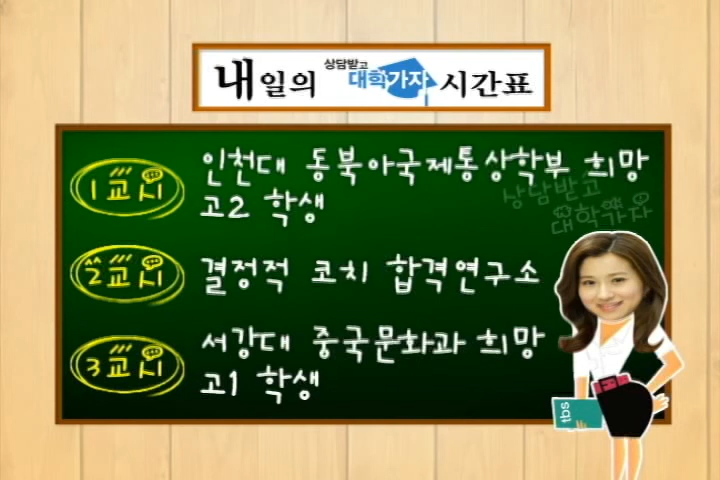 내일의 상담받고 대학가자 시간표
1교시 인천대 동북아국제통상학부 희망
고2 학생
상담받고
대학가자
2교시 결정적 코치 합격연구소
3교시 서강대 중국문화과 희망
고1 학생
tbs